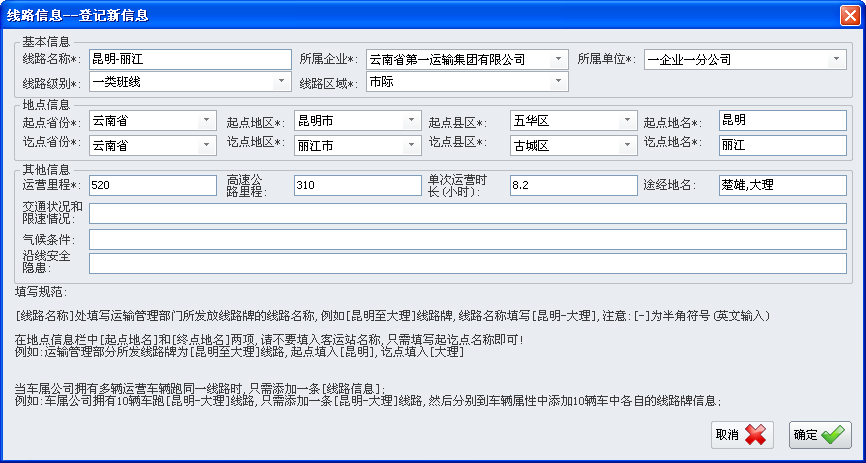 线路信息--登记新信息
基本信息
线路名称*: 昆明-丽江 所属企业*: 云南省第一运输集团有限公司 所属单位*: 一企业一分公司
线路级别*: 一类班线 线路区域*: 市际
地点信息
起点省份*: 云南省 起点地区*: 昆明市 起点县区*: 五华区 起点地名*: 昆明
讫点省份*: 云南省 讫点地区*: 丽江市 讫点县区*: 古城区 讫点地名*: 丽江
其他信息
运营里程*: 520 高速公路里程: 310 单次运营时长(小时): 8.2 途经地名: 楚雄,大理
交通状况和
限速情况:
气候条件:
沿线安全
隐患:
填写规范:
[线路名称]处填写运输管理部门所发放线路牌的线路名称,例如[昆明至大理]线路牌,线路名称填写[昆明-大理],注意:[-]为半角符号(英文输入)
在地点信息栏中[起点地名]和[终点地名]两项,请不要填入客运站名称,只需填写起讫点名称即可!
例如:运输管理部分所发线路牌为[昆明至大理]线路,起点填入[昆明],讫点填入[大理]
当车属公司拥有多辆运营车辆跑同一线路时,只需添加一条[线路信息];
例如:车属公司拥有10辆车跑[昆明-大理]线路,只需添加一条[昆明-大理]线路,然后分别到车辆属性中添加10辆车中各自的线路牌信息;
取消 确定